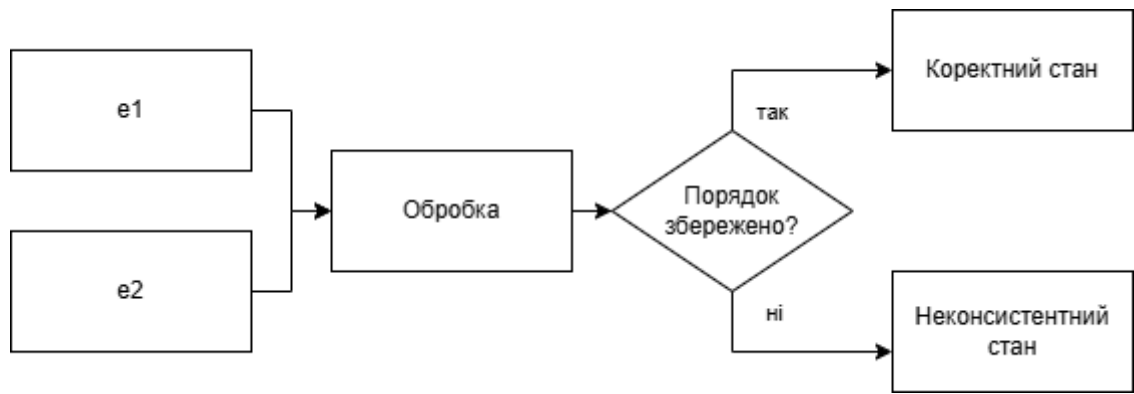 e1
e2
Обробка
Порядок
збережено?
так
Коректний стан
ні
Неконсистентний
стан